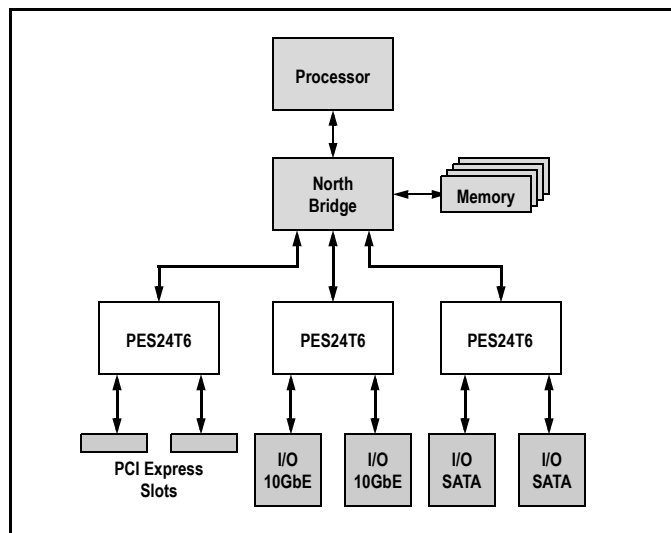 Processor
North
Bridge
Memory
PES24T6
PES24T6
PES24T6
PCI Express
Slots
I/O
10GbE
I/O
10GbE
I/O
SATA
I/O
SATA